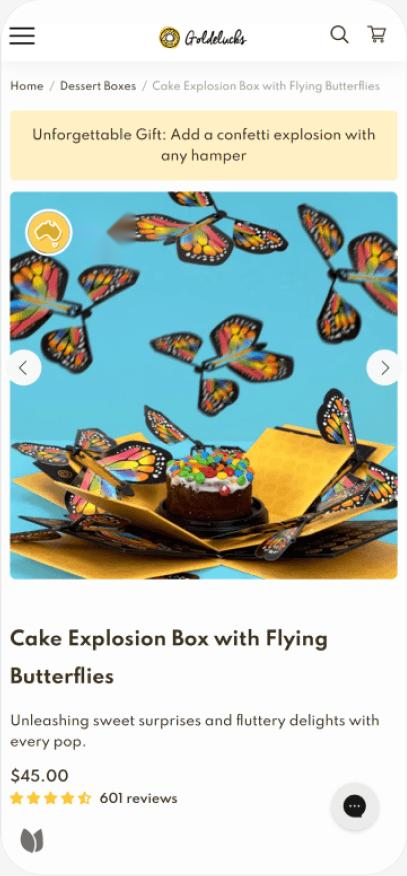 Goldelucks
Home / Dessert Boxes / Cake Explosion Box with Flying Butterflies
Unforgettable Gift: Add a confetti explosion with
any hamper
Cake Explosion Box with Flying
Butterflies
Unleashing sweet surprises and fluttery delights with
every pop.
$45.00
601 reviews